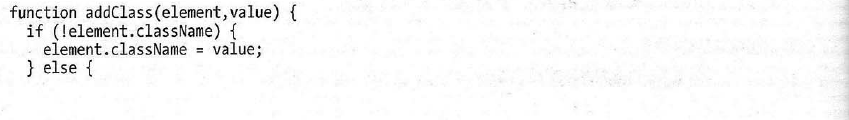 function addClass(element,value) {
  if (!element.className) {
    element.className = value;
  } else {